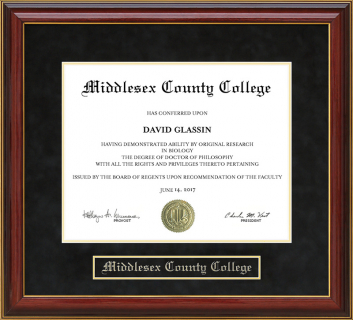 Middlesex County College
HAS CONFERRED UPON
DAVID GLASSIN
HAVING DEMONSTRATED ABILITY BY ORIGINAL RESEARCH
IN BIOLOGY
THE DEGREE OF DOCTOR OF PHILOSOPHY
WITH ALL THE RIGHTS AND PRIVILEGES THERETO PERTAINING
ISSUED BY THE BOARD OF REGENTS UPON RECOMMENDATION OF THE FACULTY
JUNE 14, 2017
PROVOST
PRESIDENT
Middlesex County College